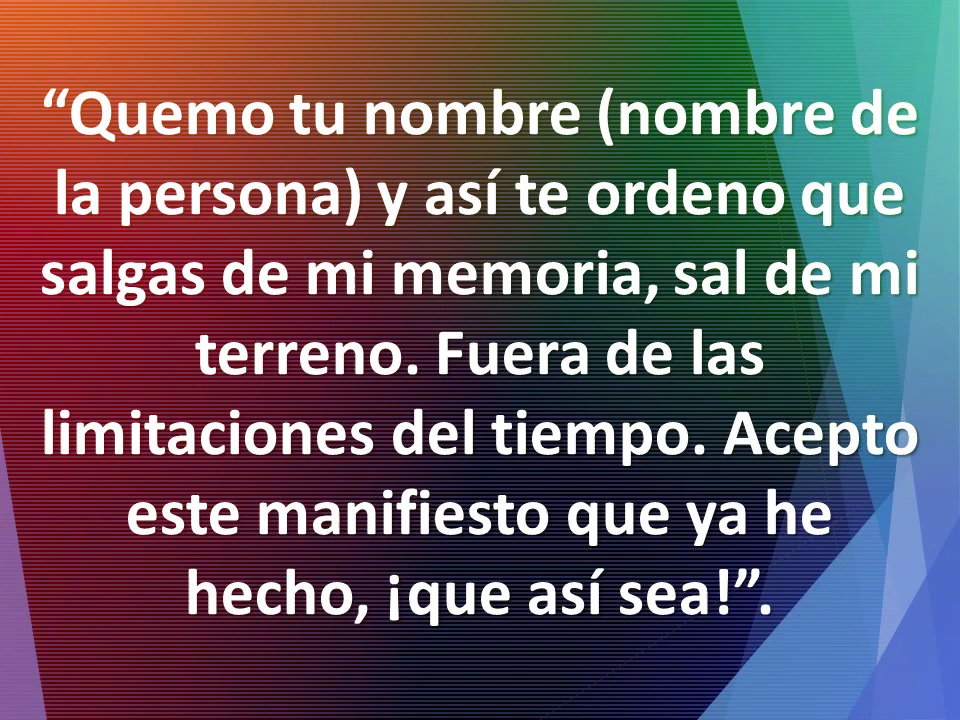 “Quemo tu nombre (nombre de
la persona) y así te ordeno que
salgas de mi memoria, sal de mi
terreno. Fuera de las
limitaciones del tiempo. Acepto
este manifiesto que ya he
hecho, ¡que así sea!”.